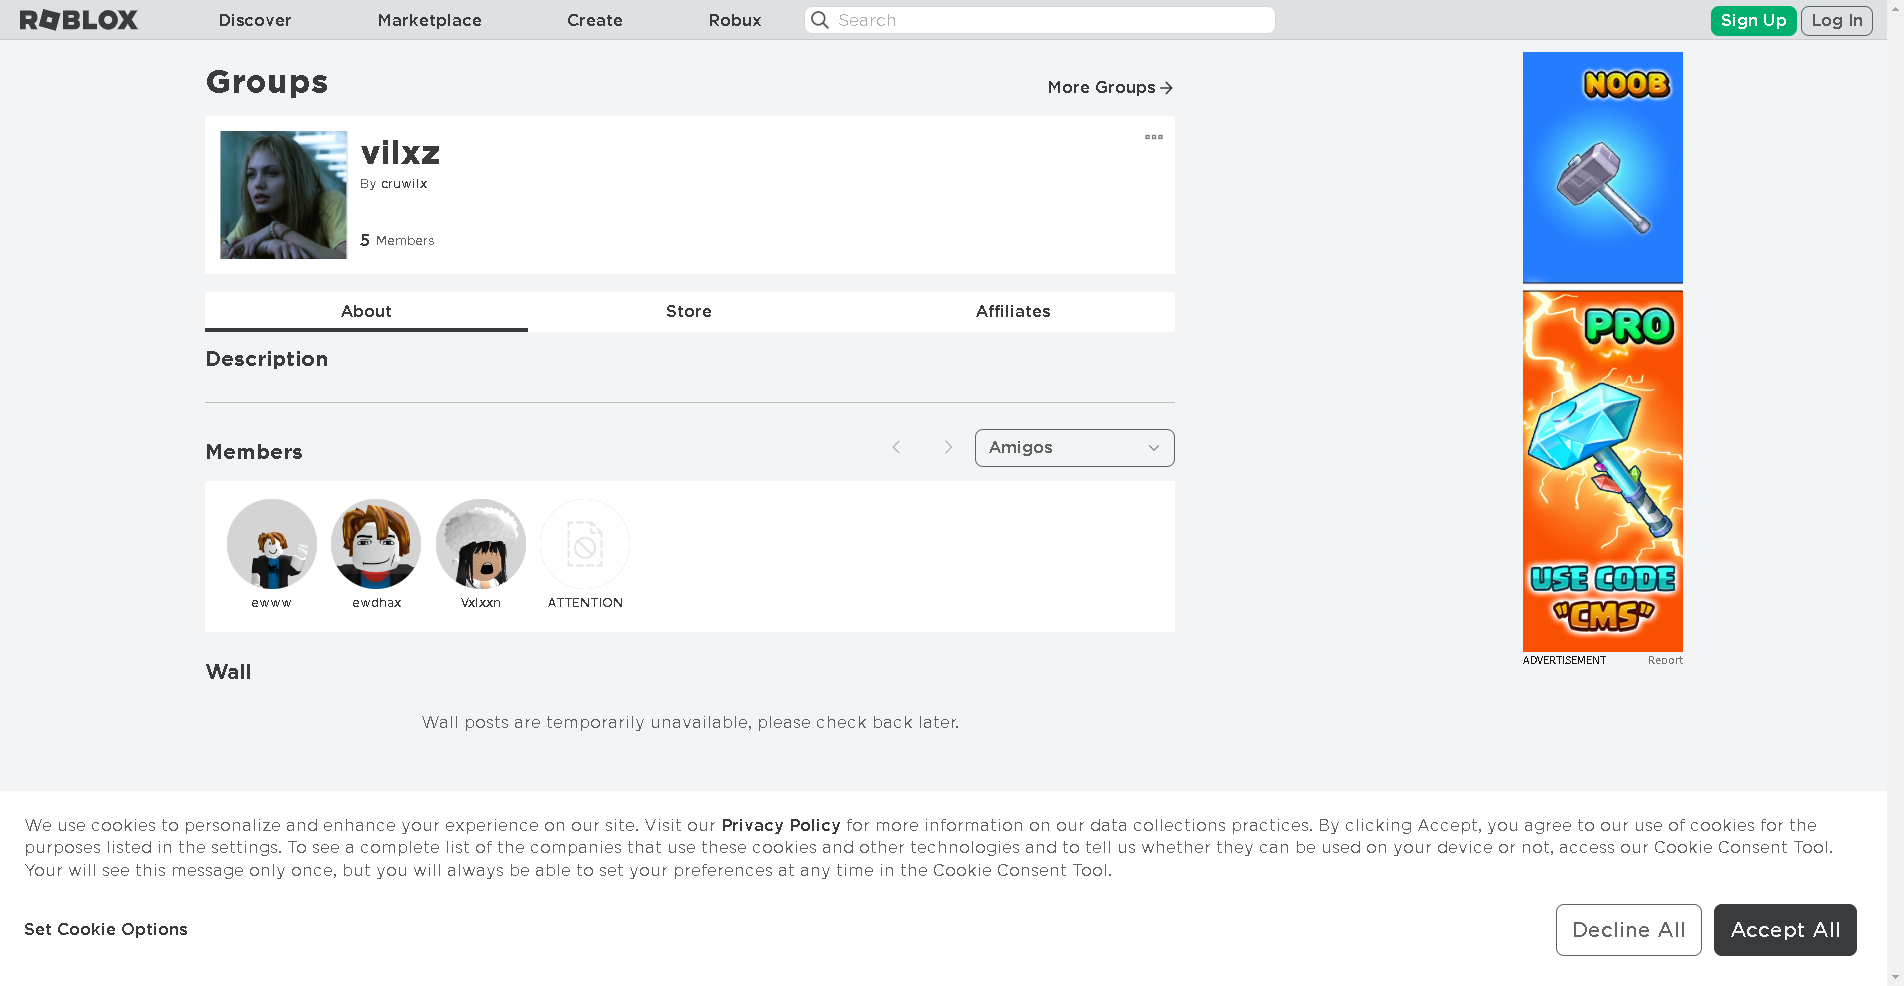 ROBLOX
Discover
Marketplace
Create
Robux
Search
Sign Up
Log In
Groups
More Groups
vilxz
By cruwilx
5 Members
About
Store
Affiliates
Description
Members
Amigos
ewww
ewdhax
Vxlxxn
ATTENTION
Wall
Wall posts are temporarily unavailable, please check back later.
NOOB
PRO
USE CODE
"CMS"
ADVERTISEMENT
Report
We use cookies to personalize and enhance your experience on our site. Visit our Privacy Policy for more information on our data collections practices. By clicking Accept, you agree to our use of cookies for the
purposes listed in the settings. To see a complete list of the companies that use these cookies and other technologies and to tell us whether they can be used on your device or not, access our Cookie Consent Tool.
Your will see this message only once, but you will always be able to set your preferences at any time in the Cookie Consent Tool.
Set Cookie Options
Decline All
Accept All